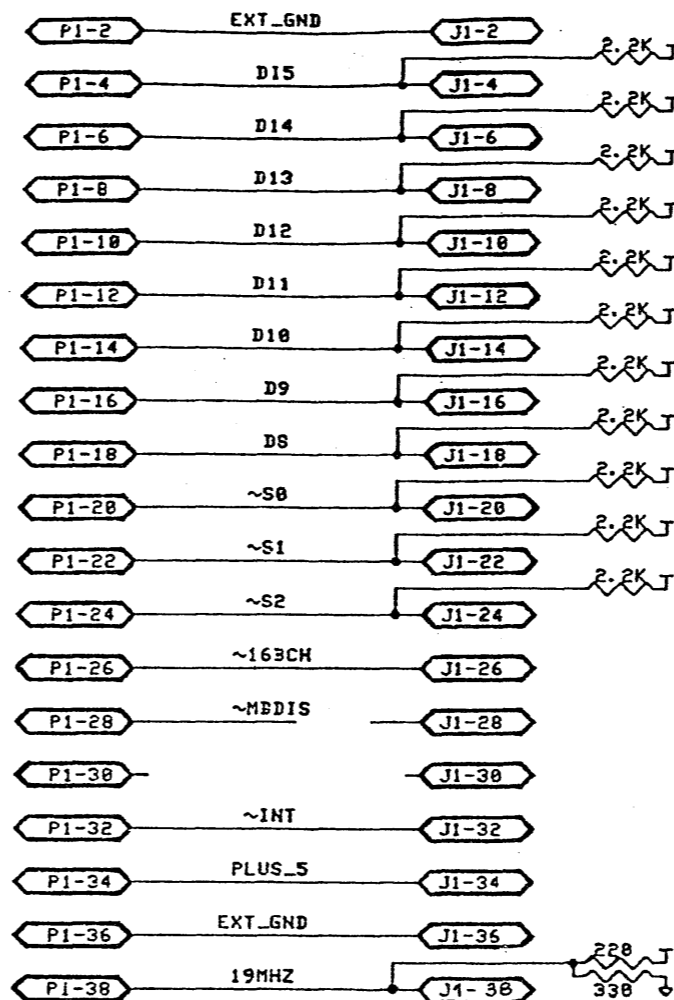 EXT_GND
P1-2 J1-2
2.2K
D15
P1-4 J1-4
2.2K
D14
P1-6 J1-6
2.2K
D13
P1-8 J1-8
2.2K
D12
P1-10 J1-10
2.2K
D11
P1-12 J1-12
2.2K
D10
P1-14 J1-14
2.2K
D9
P1-16 J1-16
2.2K
D8
P1-18 J1-18
2.2K
~S0
P1-20 J1-20
2.2K
~S1
P1-22 J1-22
2.2K
~S2
P1-24 J1-24
~163CH
P1-26 J1-26
~MBDIS
P1-28 J1-28
P1-30 J1-30
~INT
P1-32 J1-32
PLUS_5
P1-34 J1-34
EXT_GND
P1-36 J1-36
220
19MHZ
P1-38 J1-38 330